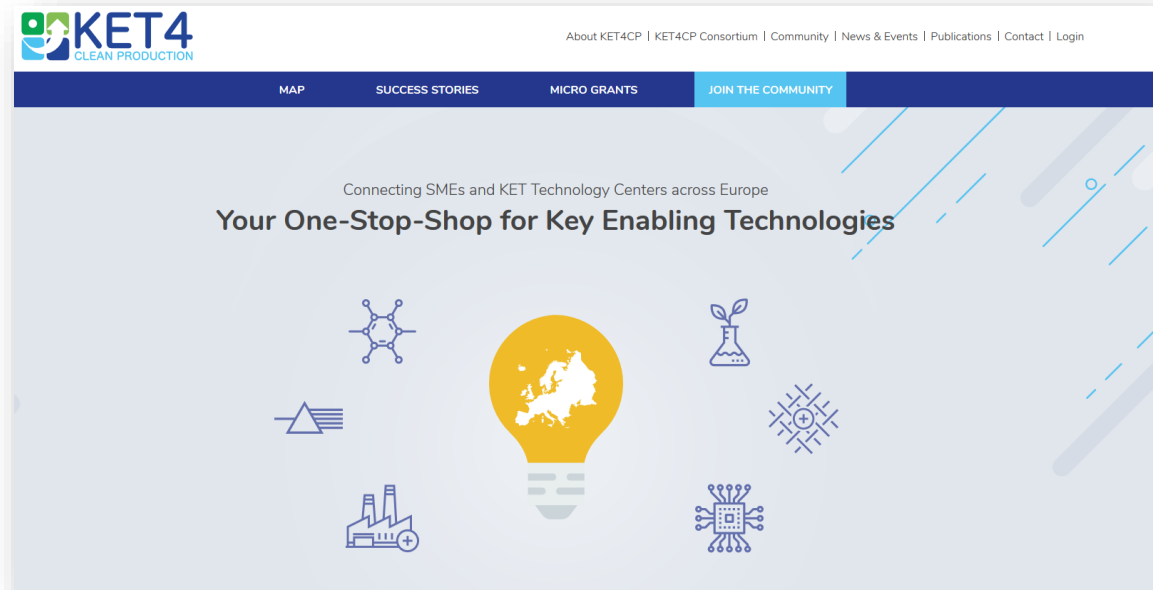 KET4
CLEAN PRODUCTION
About KET4CP | KET4CP Consortium | Community | News & Events | Publications | Contact | Login
MAP SUCCESS STORIES MICRO GRANTS JOIN THE COMMUNITY
Connecting SMEs and KET Technology Centers across Europe
Your One-Stop-Shop for Key Enabling Technologies